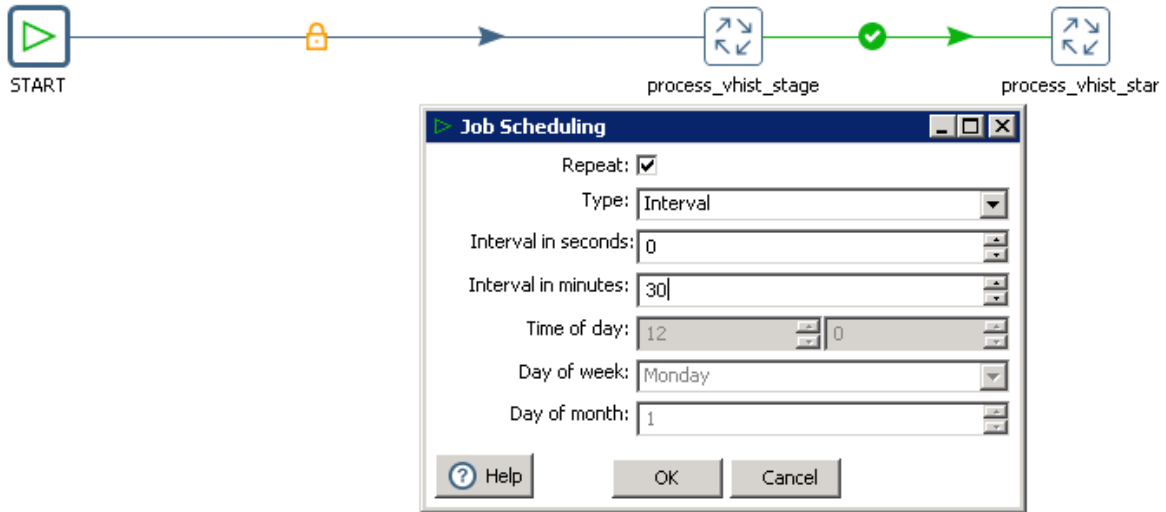 START
process_vhist_stage
process_vhist_star
Job Scheduling
Repeat:
Type: Interval
Interval in seconds: 0
Interval in minutes: 30
Time of day: 12 0
Day of week: Monday
Day of month: 1
? Help OK Cancel